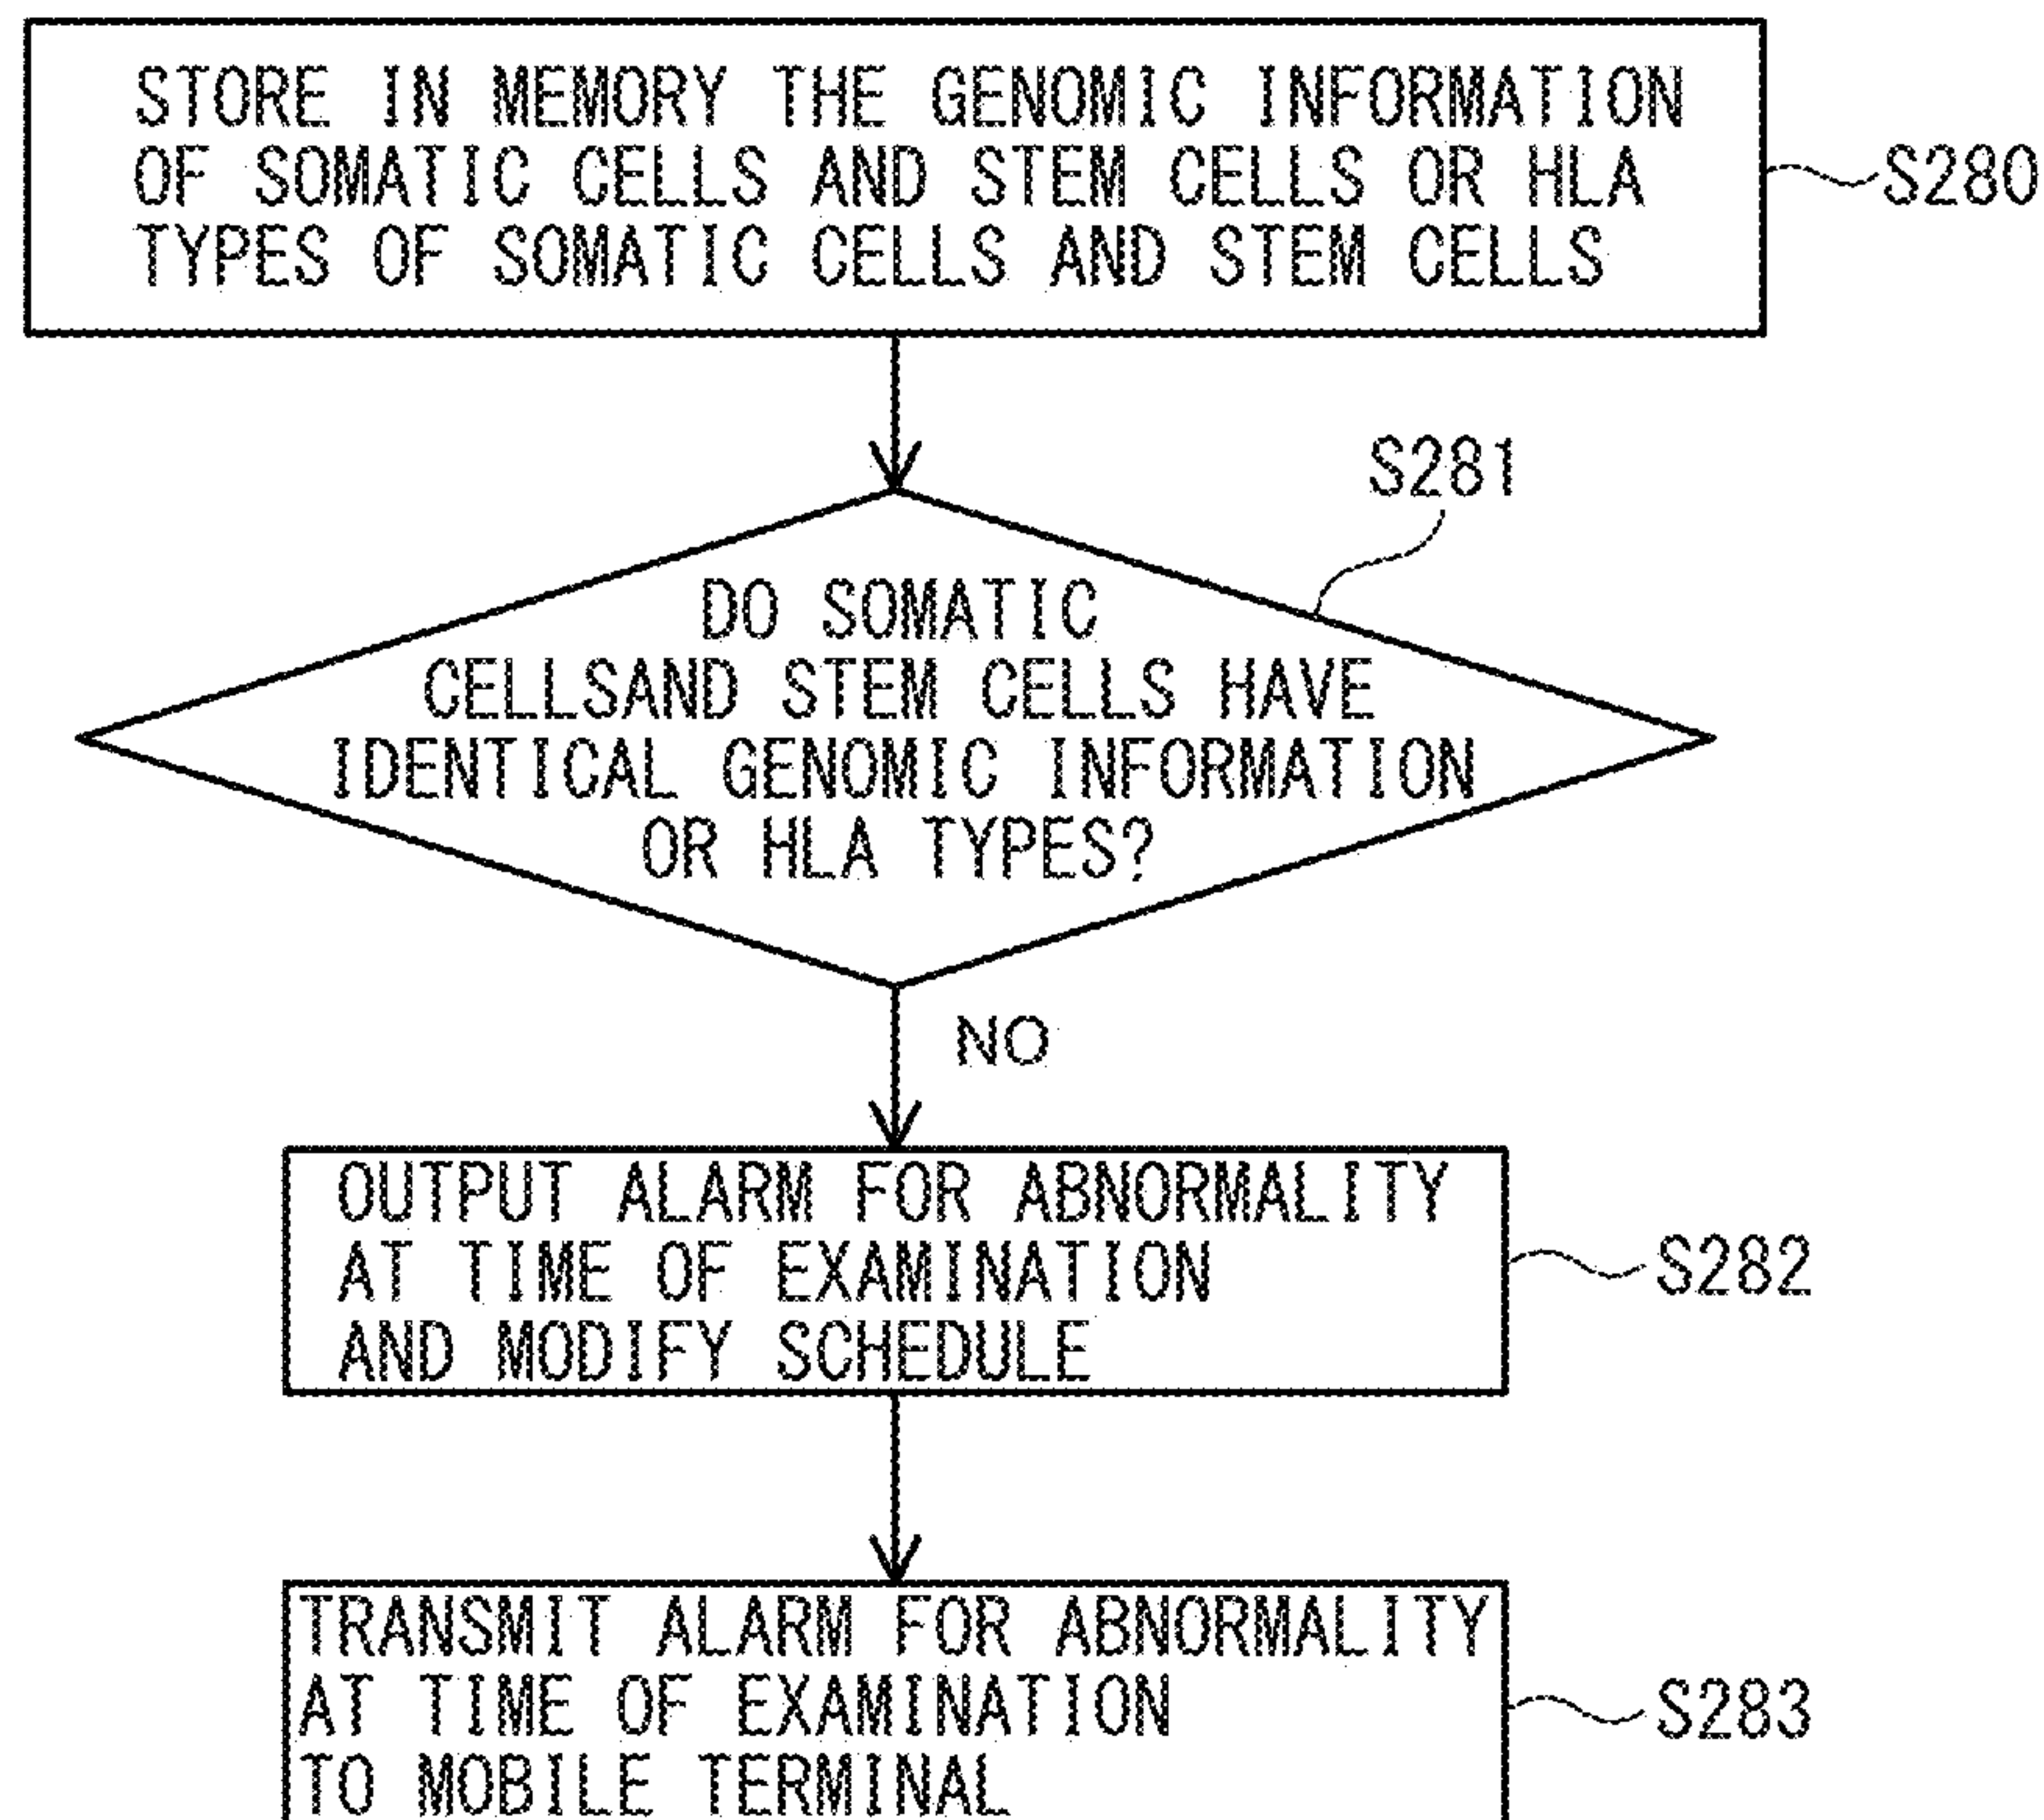 STORE IN MEMORY THE GENOMIC INFORMATION
OF SOMATIC CELLS AND STEM CELLS OR HLA
TYPES OF SOMATIC CELLS AND STEM CELLS
S280
S281
DO SOMATIC
CELLSAND STEM CELLS HAVE
IDENTICAL GENOMIC INFORMATION
OR HLA TYPES?
NO
OUTPUT ALARM FOR ABNORMALITY
AT TIME OF EXAMINATION
AND MODIFY SCHEDULE
S282
TRANSMIT ALARM FOR ABNORMALITY
AT TIME OF EXAMINATION
TO MOBILE TERMINAL
S283